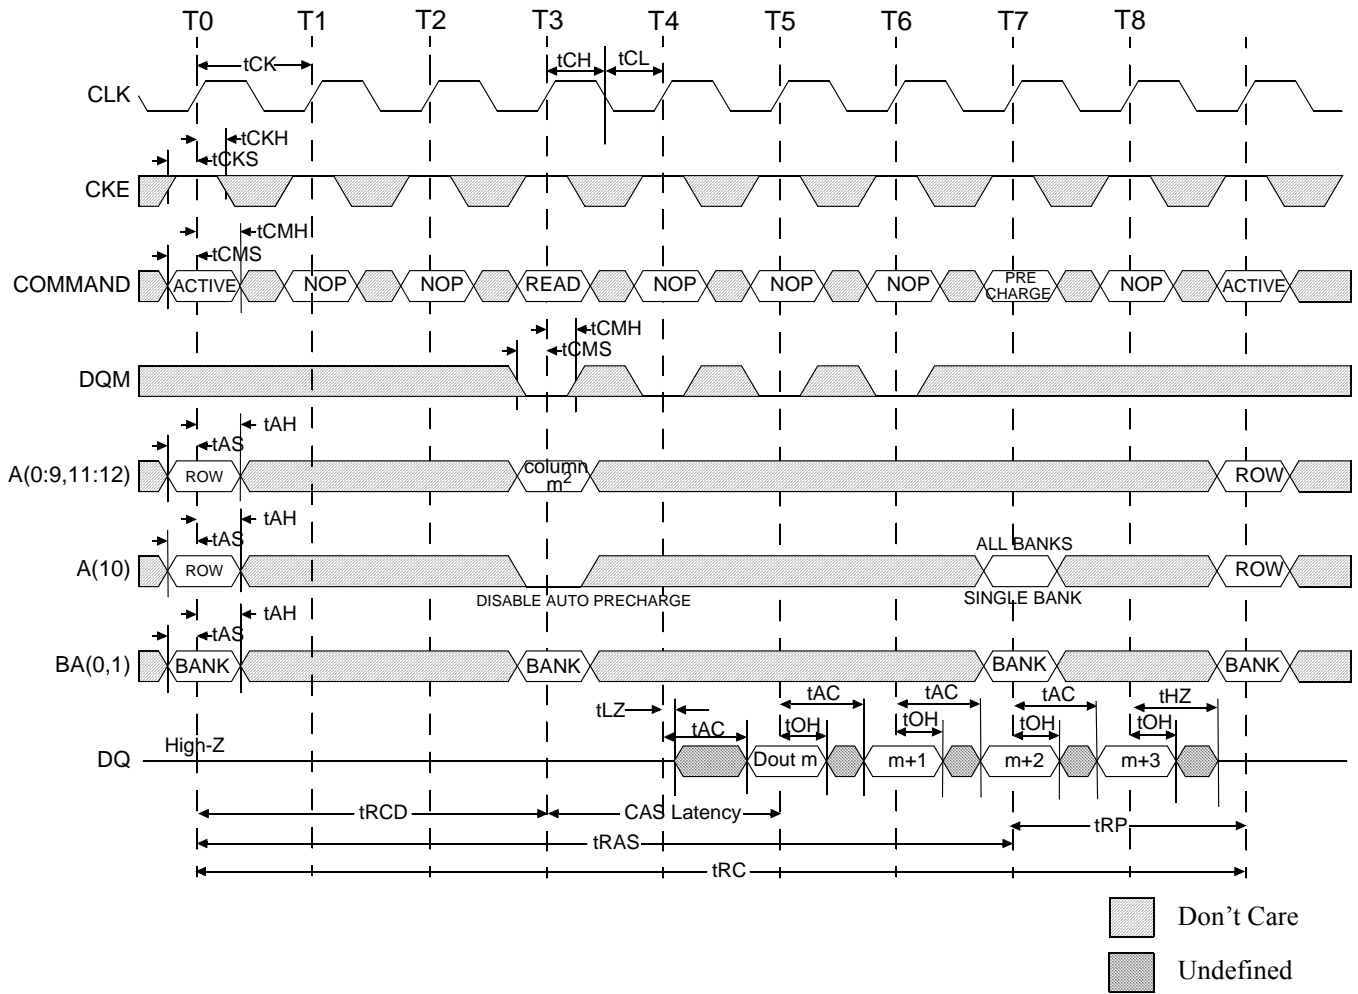 T0 T1 T2 T3 T4 T5 T6 T7 T8
tCK tCH tCL
CLK
tCKH
tCKS
CKE
tCMH
tCMS
COMMAND ACTIVE NOP NOP READ NOP NOP NOP PRE CHARGE NOP ACTIVE
tCMH
tCMS
DQM
tAH
tAS
A(0:9,11:12) ROW column m2 ROW
tAH
tAS
ALL BANKS
A(10) ROW ROW
DISABLE AUTO PRECHARGE SINGLE BANK
tAH
tAS
BA(0,1) BANK BANK BANK BANK
tLZ tAC tAC tAC tAC tHZ
tOH tOH tOH tOH
High-Z
DQ Dout m m+1 m+2 m+3
tRCD CAS Latency
tRP
tRAS
tRC
Don't Care
Undefined